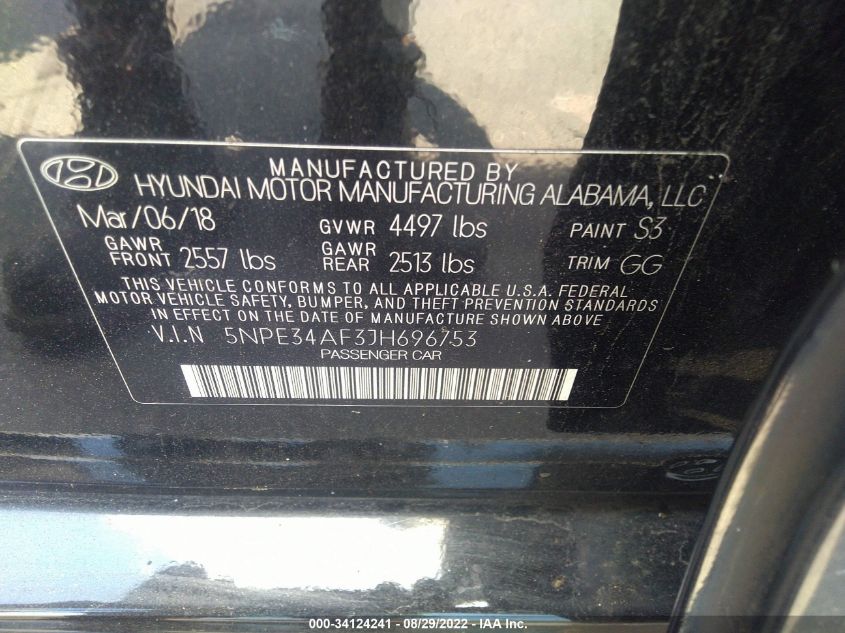 MANUFACTURED BY
HYUNDAI MOTOR MANUFACTURING ALABAMA, LLC
Mar/06/18 GVWR 4497 lbs PAINT S3
GAWR FRONT 2557 lbs GAWR REAR 2513 lbs TRIM GG
THIS VEHICLE CONFORMS TO ALL APPLICABLE U.S.A. FEDERAL
MOTOR VEHICLE SAFETY, BUMPER, AND THEFT PREVENTION STANDARDS
IN EFFECT ON THE DATE OF MANUFACTURE SHOWN ABOVE
V.I.N 5NPE34AF3JH696753
PASSENGER CAR
000-34124241 - 08/29/2022 - IAA Inc.